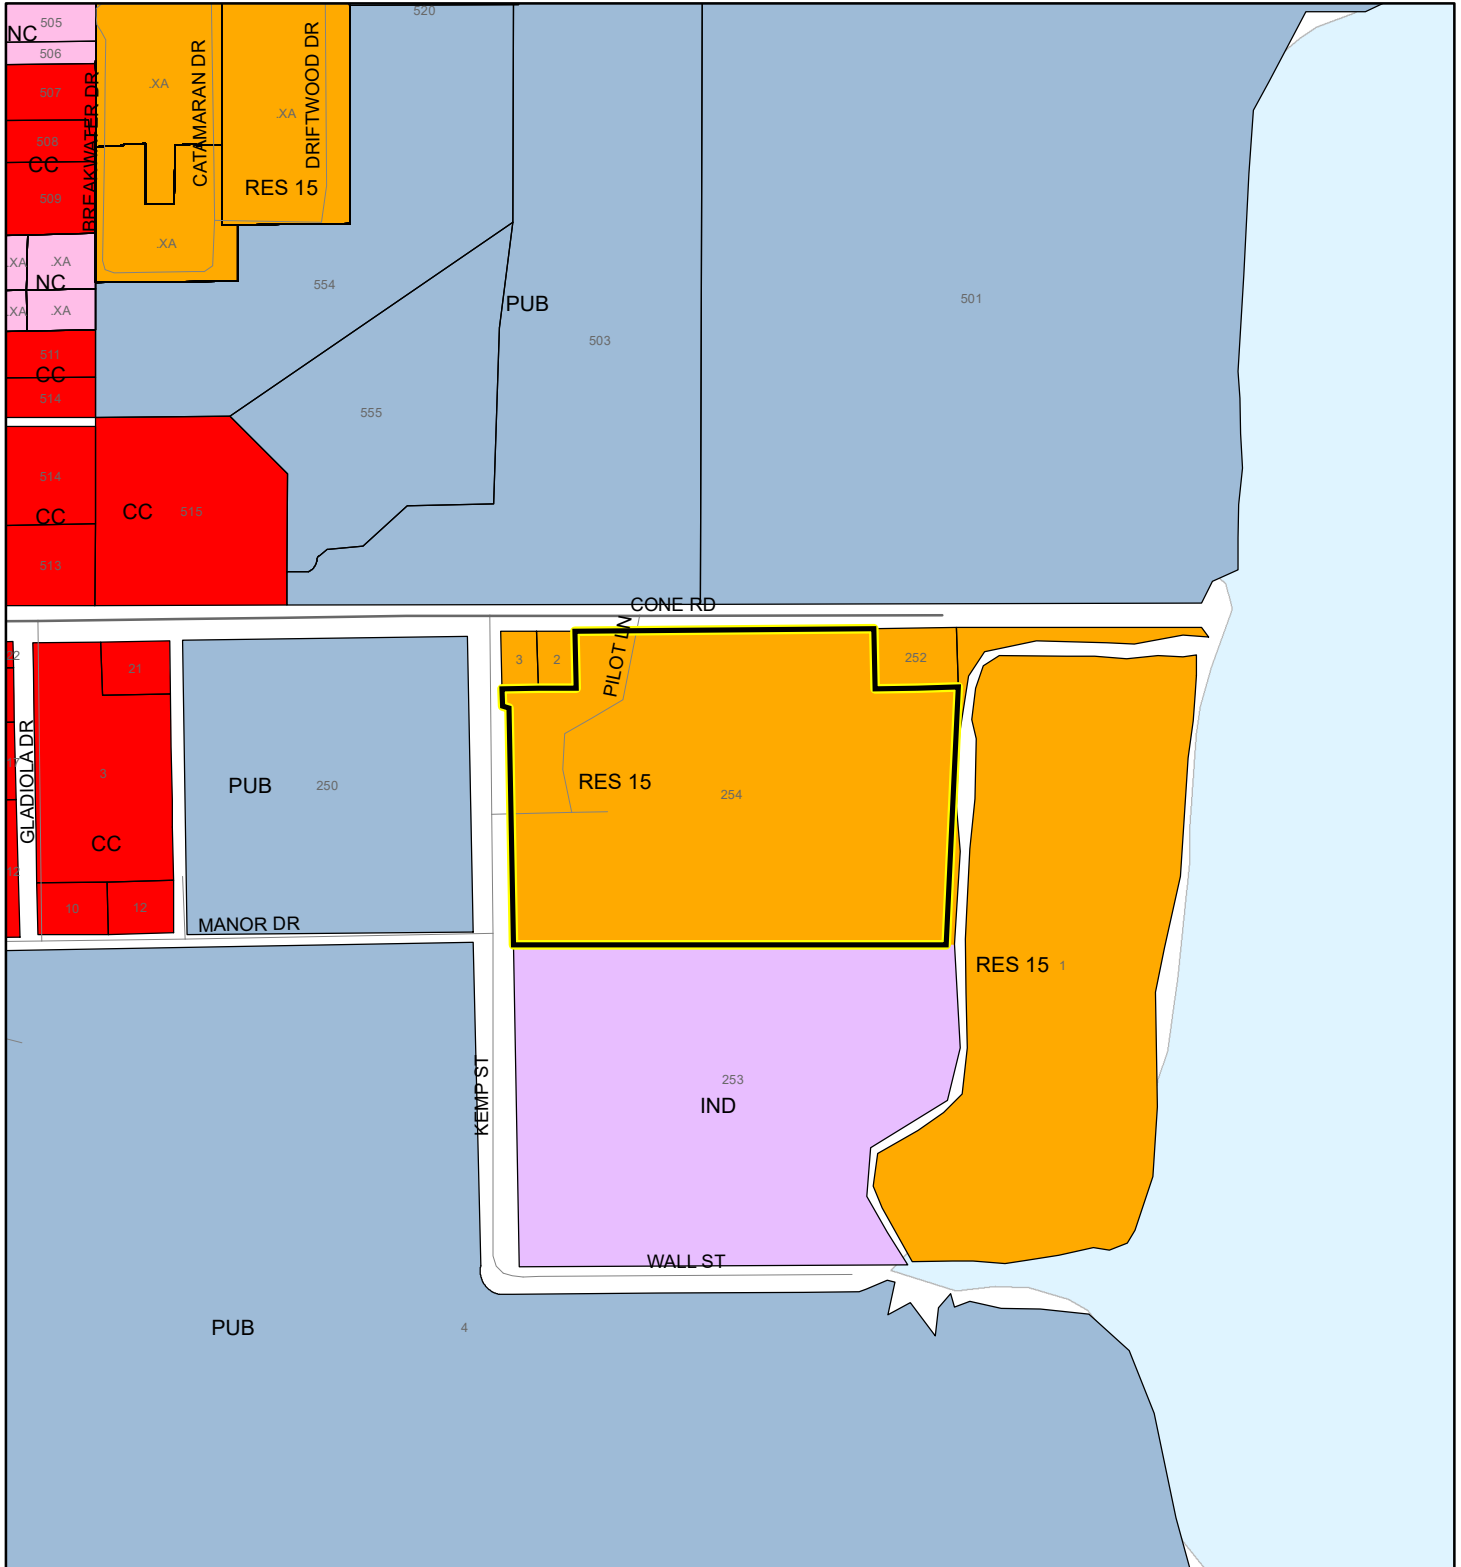 505
NC
506
507
508
CC
509
BREAKWATER DR
.XA
CATAMARAN DR
.XA
DRIFTWOOD DR
RES 15
.XA
520
.XA
.XA
NC
.XA
.XA
511
CC
514
554
555
PUB
503
501
514
CC
513
CC
515
CONE RD
22
21
3
GLADIOLA DR
17
CC
12
10
12
PUB
250
MANOR DR
3
2
PILOT LN
252
RES 15
254
RES 15
1
KEMP ST
253
IND
WALL ST
PUB
4